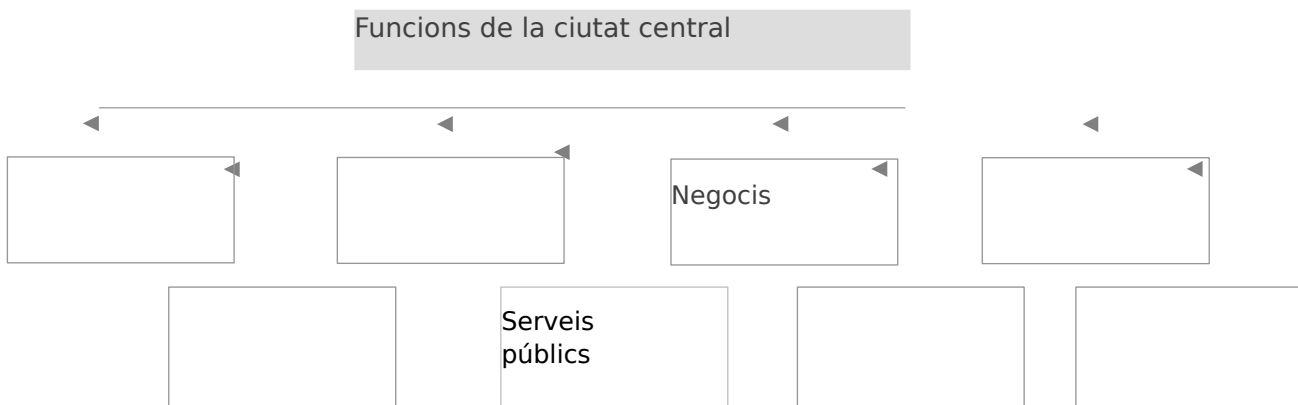 Funcions de la ciutat central
Negocis
Serveis
públics